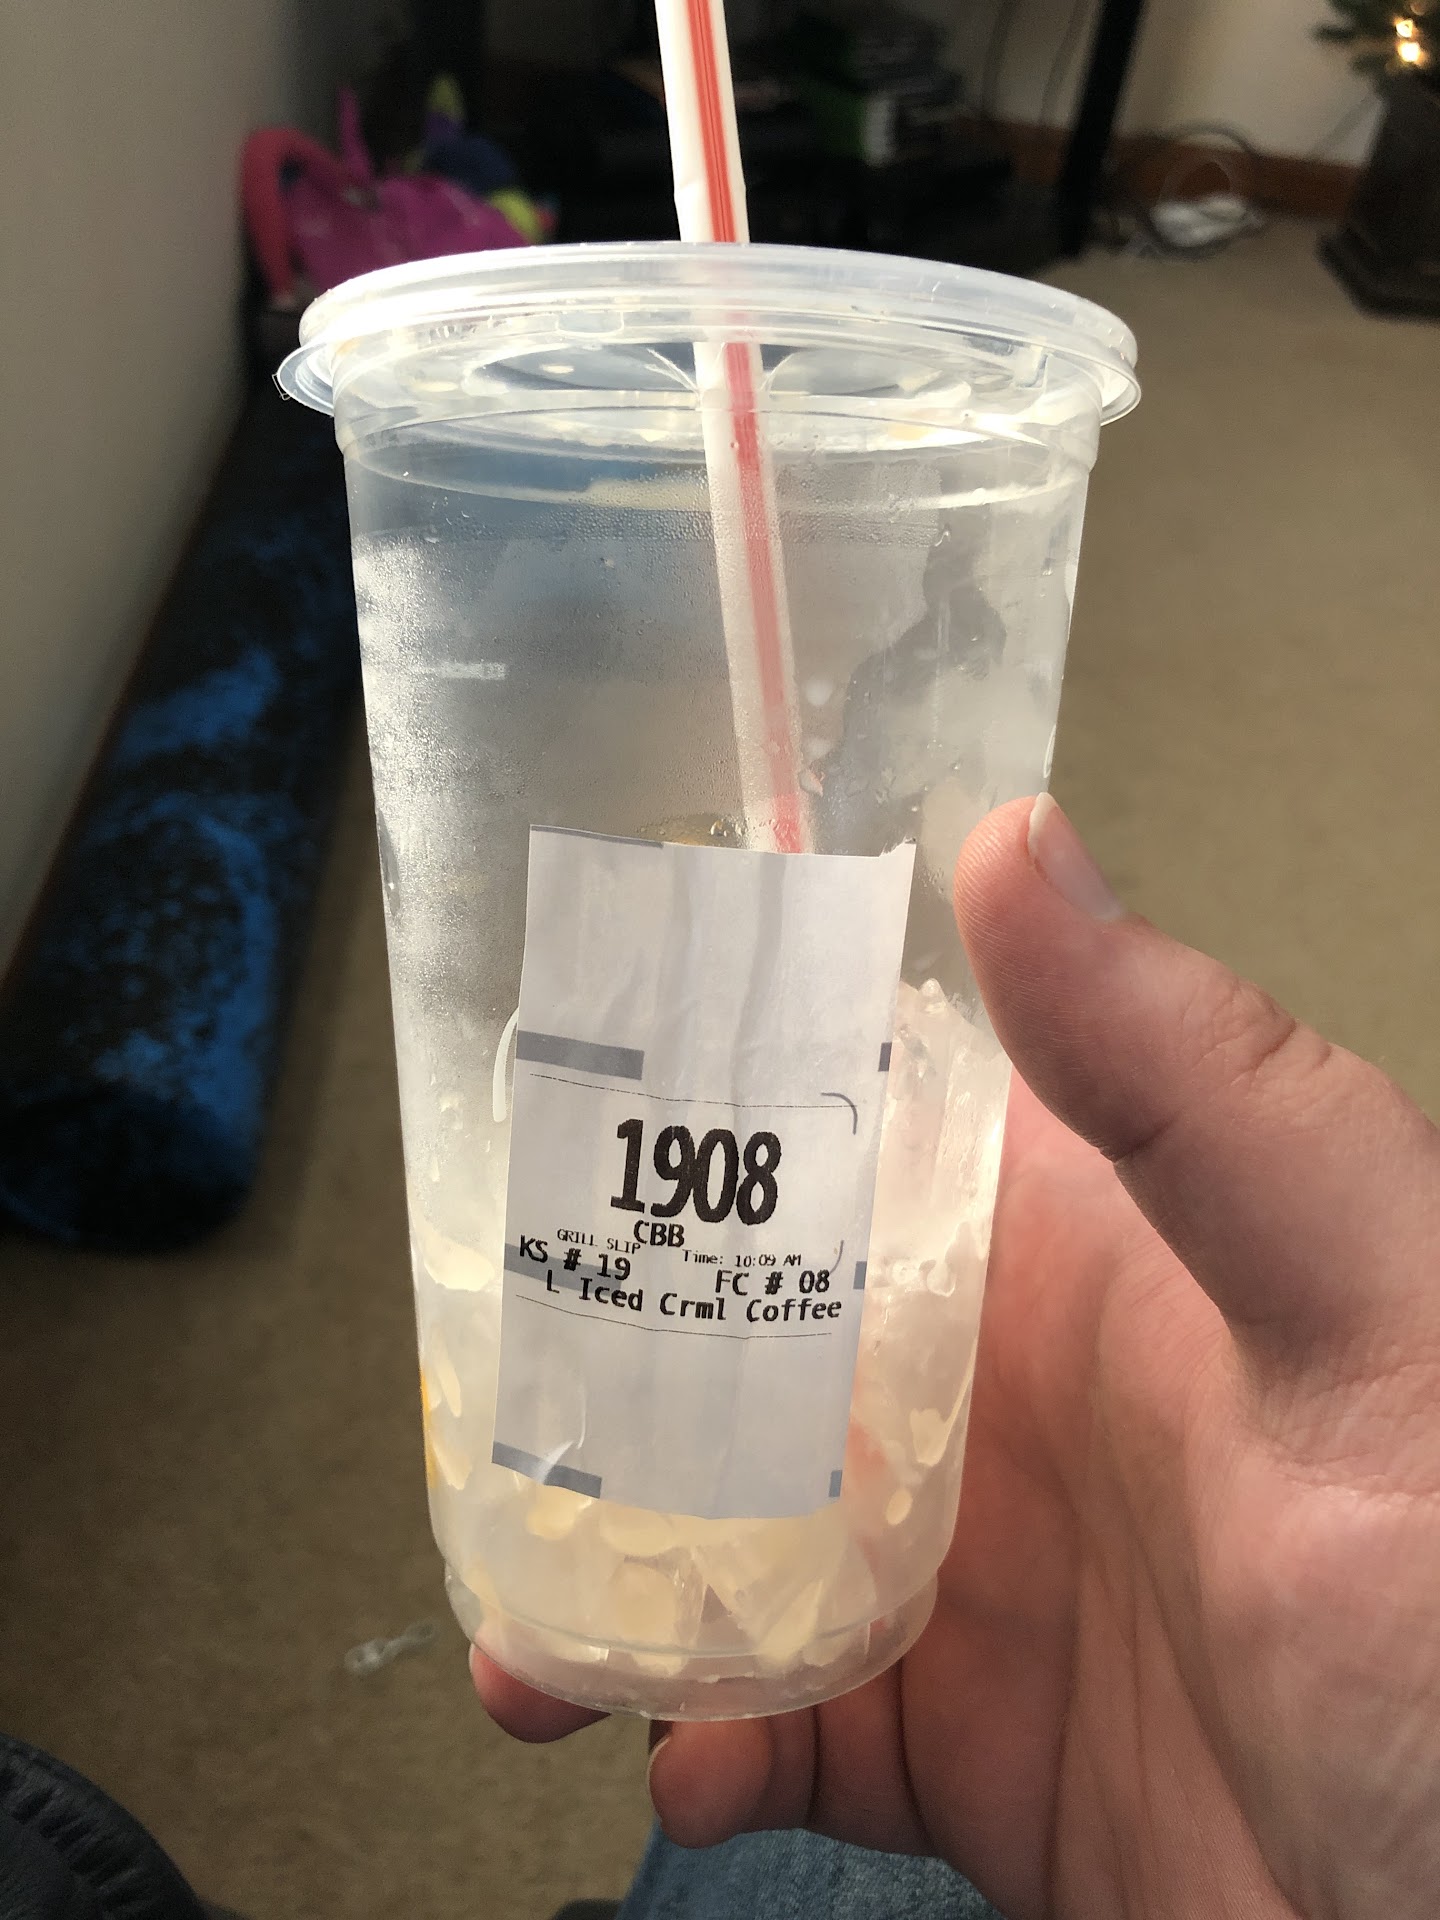 1908
CBB
GRILL SLIP Time: 10:09 AM
KS # 19 FC # 08
L Iced Crml Coffee